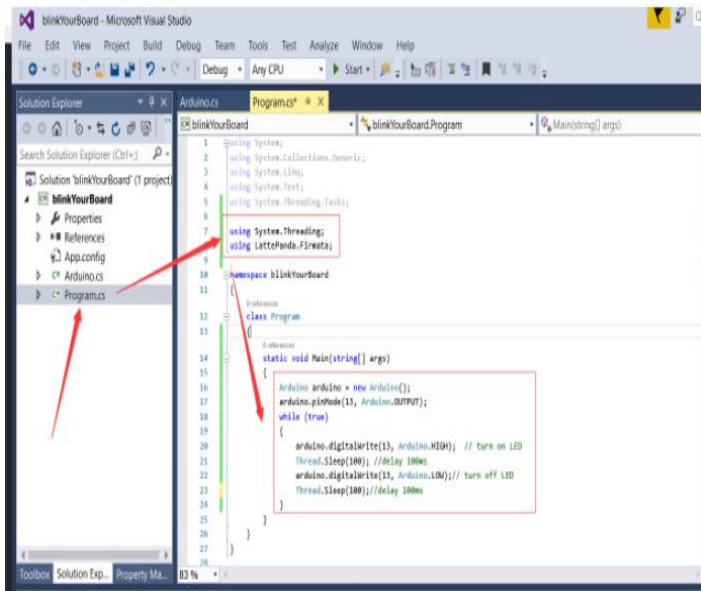 blinkYourBoard - Microsoft Visual Studio
File Edit View Project Build Debug Team Tools Test Analyze Window Help
Debug Any CPU Start
Solution Explorer
Search Solution Explorer (Ctrl+;)
Solution 'blinkYourBoard' (1 project)
blinkYourBoard
Properties
References
App.config
C# Arduino.cs
C# Program.cs
Toolbox Solution Exp... Property Ma...
Arduino.cs Program.cs*
blinkYourBoard blinkYourBoard.Program Main(string[] args)
1 using System;
2 using System.Collections.Generic;
3 using System.Linq;
4 using System.Text;
5 using System.Threading.Tasks;
6
7 using System.Threading;
8 using LattePanda.Firmata;
9
10 namespace blinkYourBoard
11 {
0 references
12 class Program
13 {
0 references
14 static void Main(string[] args)
15 {
16 Arduino arduino = new Arduino();
17 arduino.pinMode(13, Arduino.OUTPUT);
18 while (true)
19 {
20 arduino.digitalWrite(13, Arduino.HIGH); // turn on LED
21 Thread.Sleep(100); //delay 100ms
22 arduino.digitalWrite(13, Arduino.LOW);// turn off LED
23 Thread.Sleep(100);//delay 100ms
24 }
25 }
26 }
27 }
28
83 %